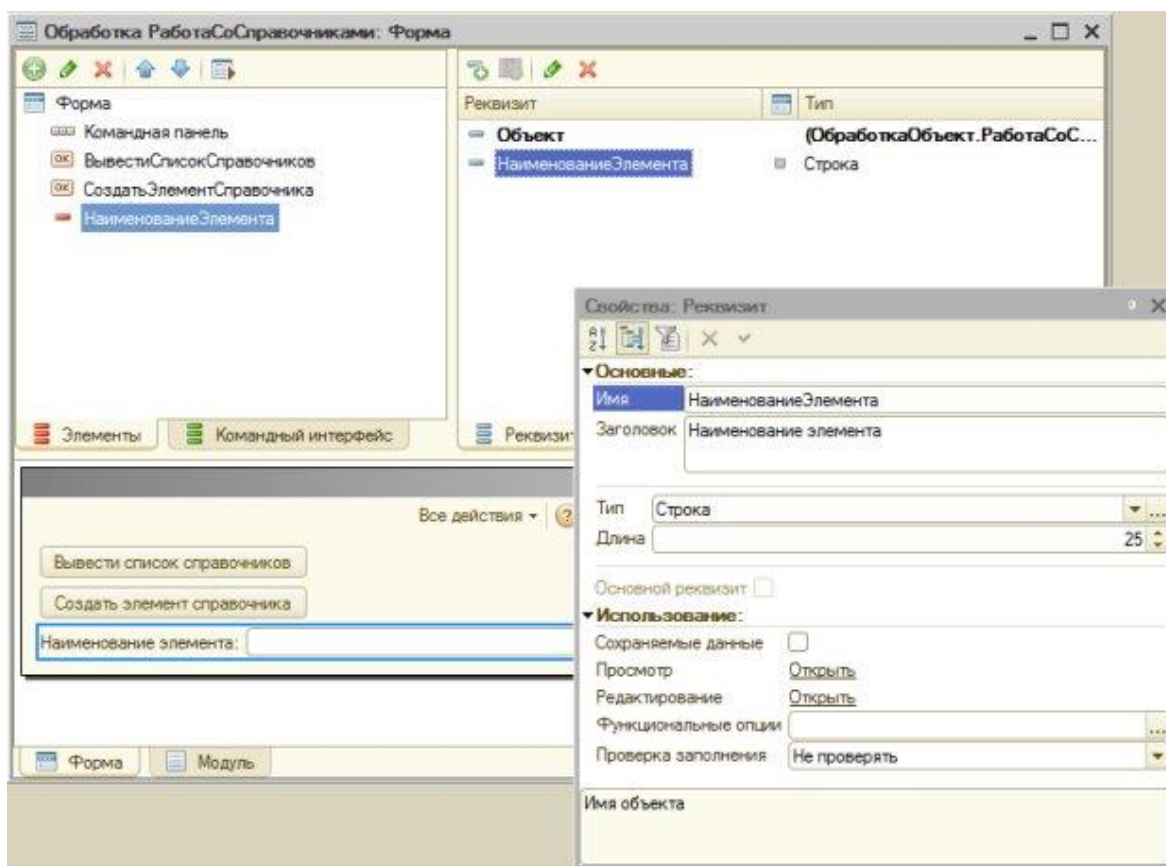 Обработка РаботаСоСправочниками: Форма
Форма
Командная панель
ВывестиСписокСправочников
СоздатьЭлементСправочника
НаименованиеЭлемента
Элементы
Командный интерфейс
Реквизит
Тип
Объект
(ОбработкаОбъект.РаботаСоС...
НаименованиеЭлемента
Строка
Реквизи
Все действия
Вывести список справочников
Создать элемент справочника
Наименование элемента:
Форма
Модуль
Свойства: Реквизит
Основные:
Имя
НаименованиеЭлемента
Заголовок
Наименование элемента
Тип
Строка
...
Длина
25
Основной реквизит
Использование:
Сохраняемые данные
Просмотр
Открыть
Редактирование
Открыть
Функциональные опции
...
Проверка заполнения
Не проверять
Имя объекта